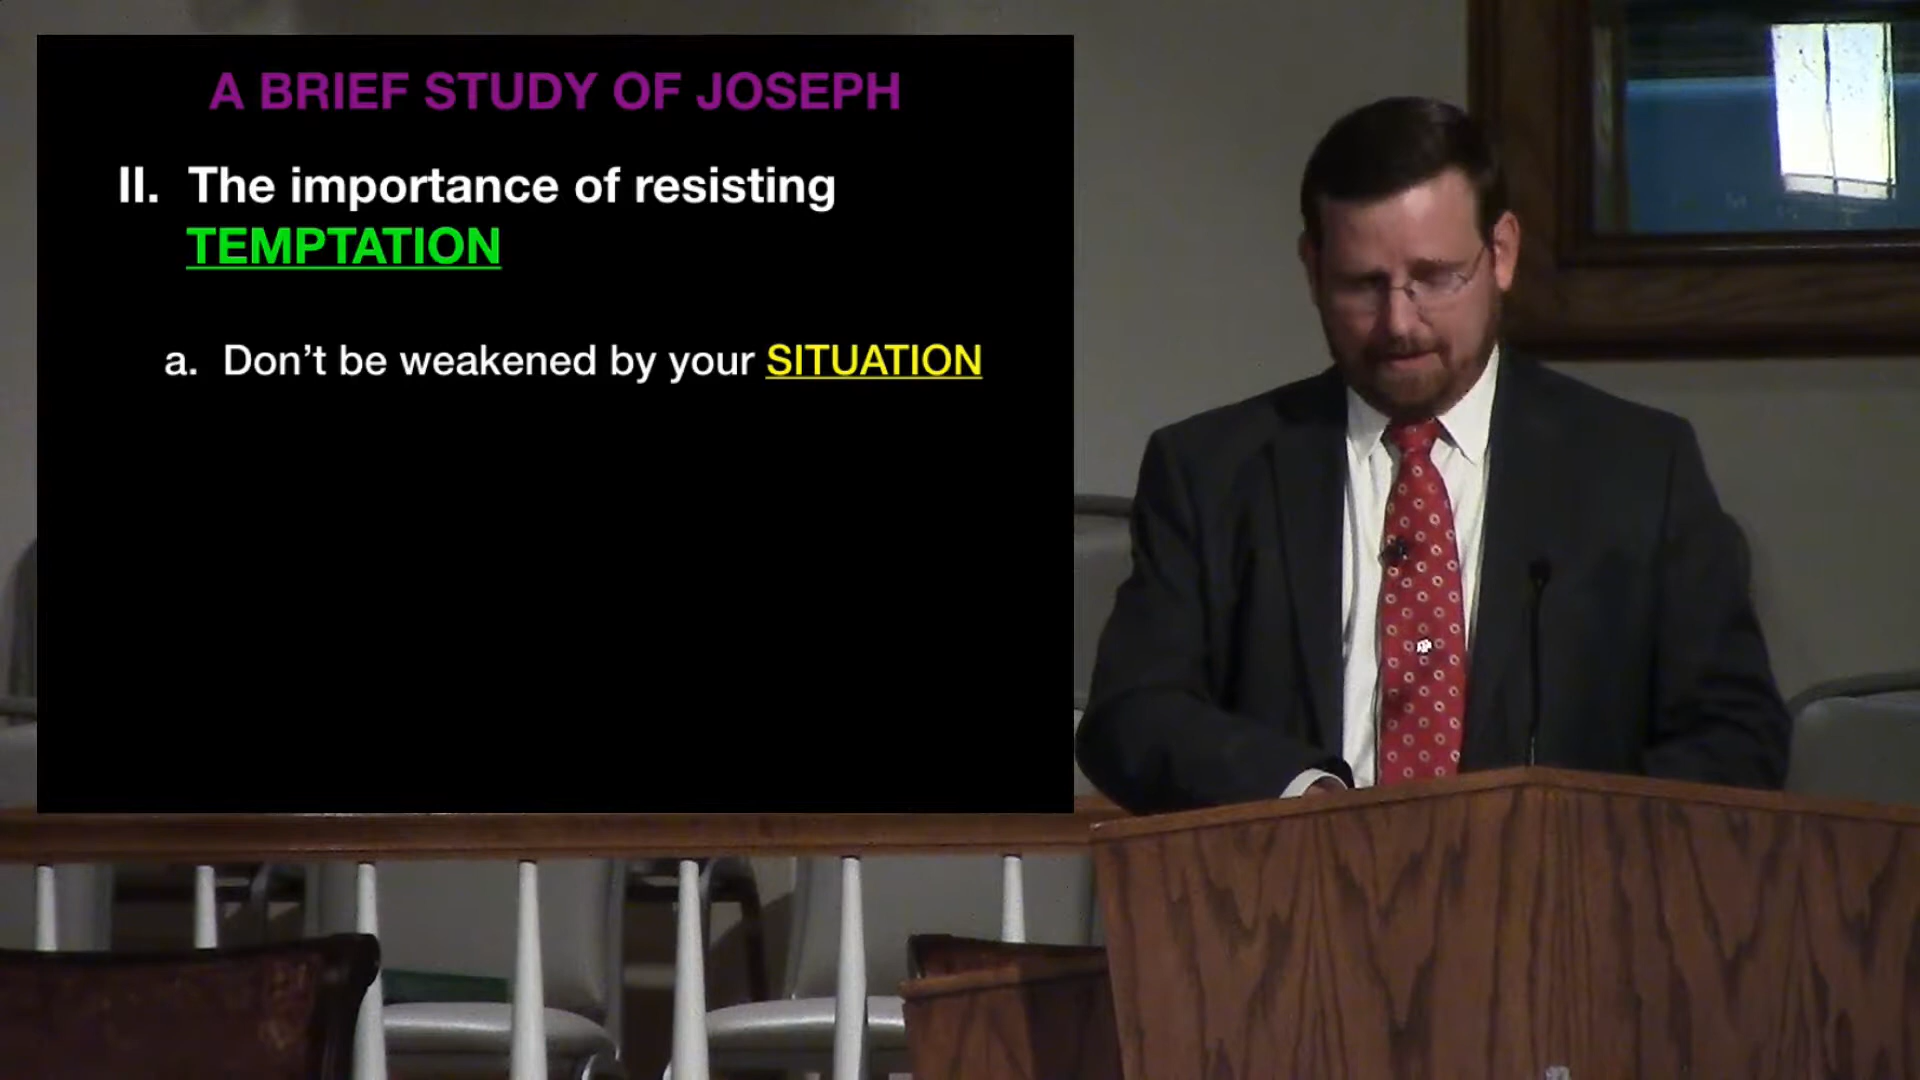 A BRIEF STUDY OF JOSEPH
II. The importance of resisting
TEMPTATION
a. Don’t be weakened by your SITUATION